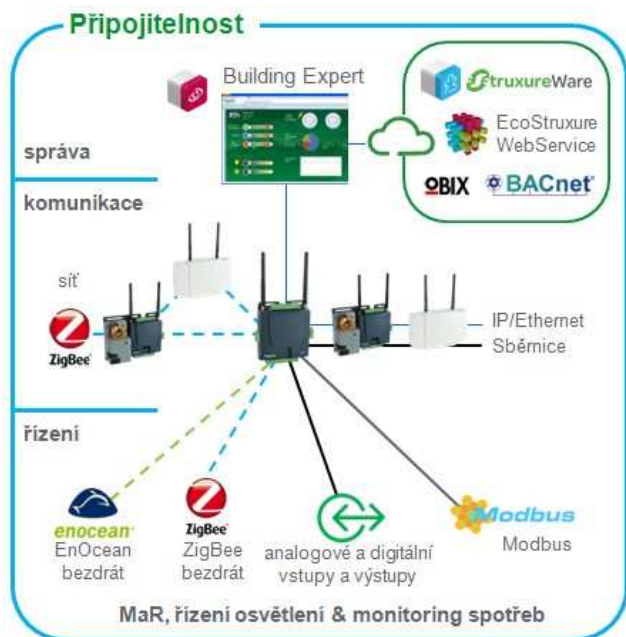 Připojitelnost
Building Expert
StruxureWare
EcoStruxure
WebService
OBIX
BACnet®
správa
komunikace
síť
ZigBee®
IP/Ethernet
Sběrnice
řízení
enocean®
EnOcean
bezdrát
ZigBee®
ZigBee
bezdrát
analogové a digitální
vstupy a výstupy
Modbus
Modbus
MaR, řízení osvětlení & monitoring spotřeb